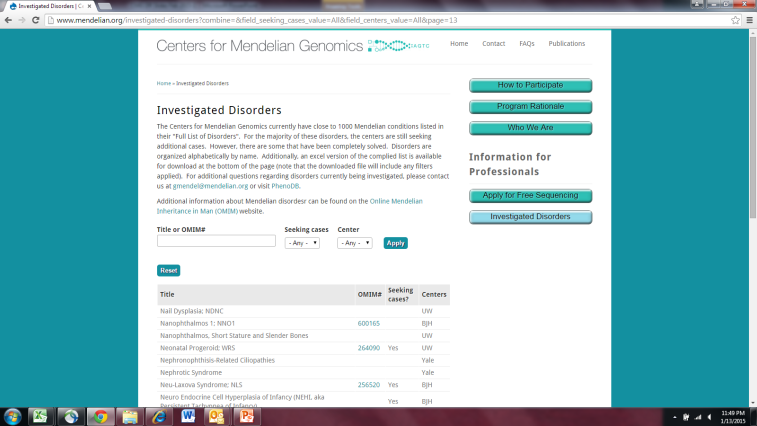 Investigated Disorders | C
www.mendelian.org/investigated-disorders?combine=&field_seeking_cases_value=All&field_centers_value=All&page=13
Centers for Mendelian Genomics
Home Contact FAQs Publications
Home » Investigated Disorders
Investigated Disorders
The Centers for Mendelian Genomics currently have close to 1000 Mendelian conditions listed in
their "Full List of Disorders". For the majority of these disorders, the centers are still seeking
additional cases. However, there are some that have been completely solved. Disorders are
organized alphabetically by name. Additionally, an excel version of the complied list is available
for download at the bottom of the page (note that the downloaded file will include any filters
applied). For additional questions regarding disorders currently being investigated, please contact
us at gmendel@mendelian.org or visit PhenoDB.
Additional information about Mendelian disordesr can be found on the Online Mendelian
Inheritance in Man (OMIM) website.
Title or OMIM# Seeking cases Center
- Any - - Any - Apply
Reset
Title OMIM# Seeking cases? Centers
Nail Dysplasia; NDNC UW
Nanophthalmos 1; NNO1 600165 BJH
Nanophthalmos, Short Stature and Slender Bones UW
Neonatal Progeroid; WRS 264090 Yes UW
Nephronophthisis-Related Ciliopathies Yale
Nephrotic Syndrome Yale
Neu-Laxova Syndrome; NLS 256520 Yes BJH
Neuro Endocrine Cell Hyperplasia of Infancy (NEHI, aka Yes BJH
Persistent Tachypnea of Infancy)
How to Participate
Program Rationale
Who We Are
Information for
Professionals
Apply for Free Sequencing
Investigated Disorders
11:49 PM
1/13/2015